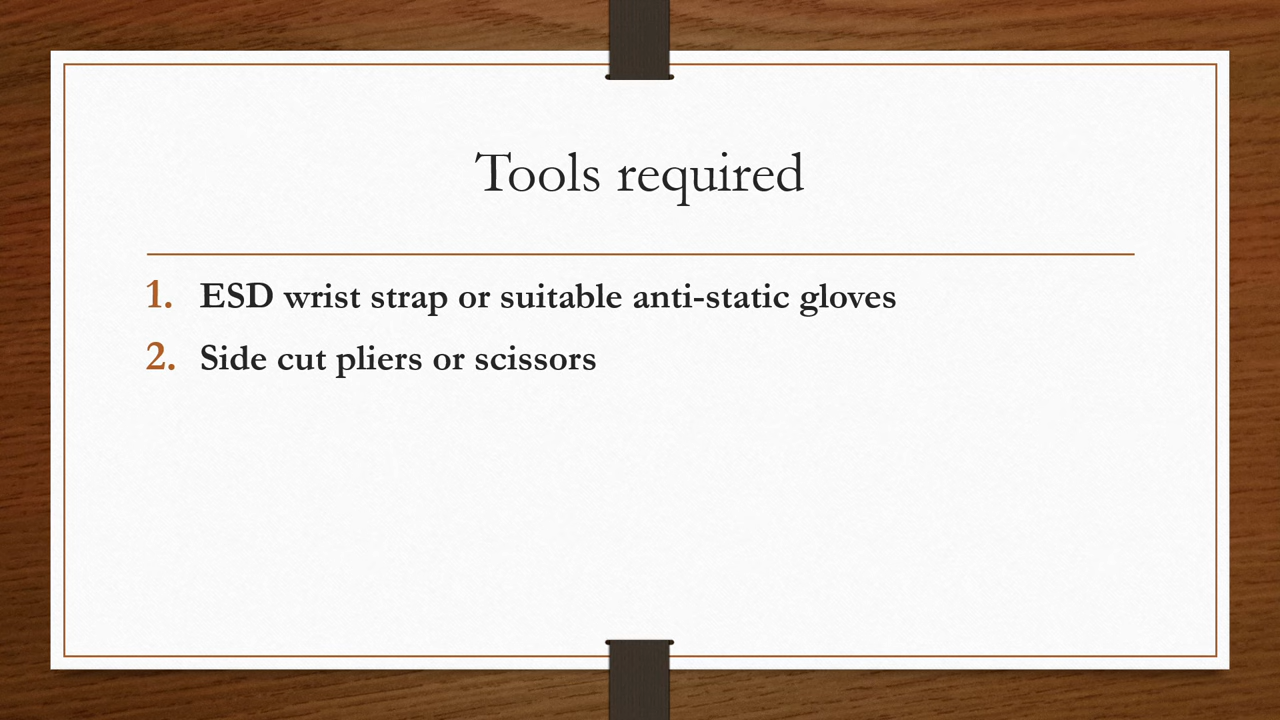 Tools required
1. ESD wrist strap or suitable anti-static gloves
2. Side cut pliers or scissors